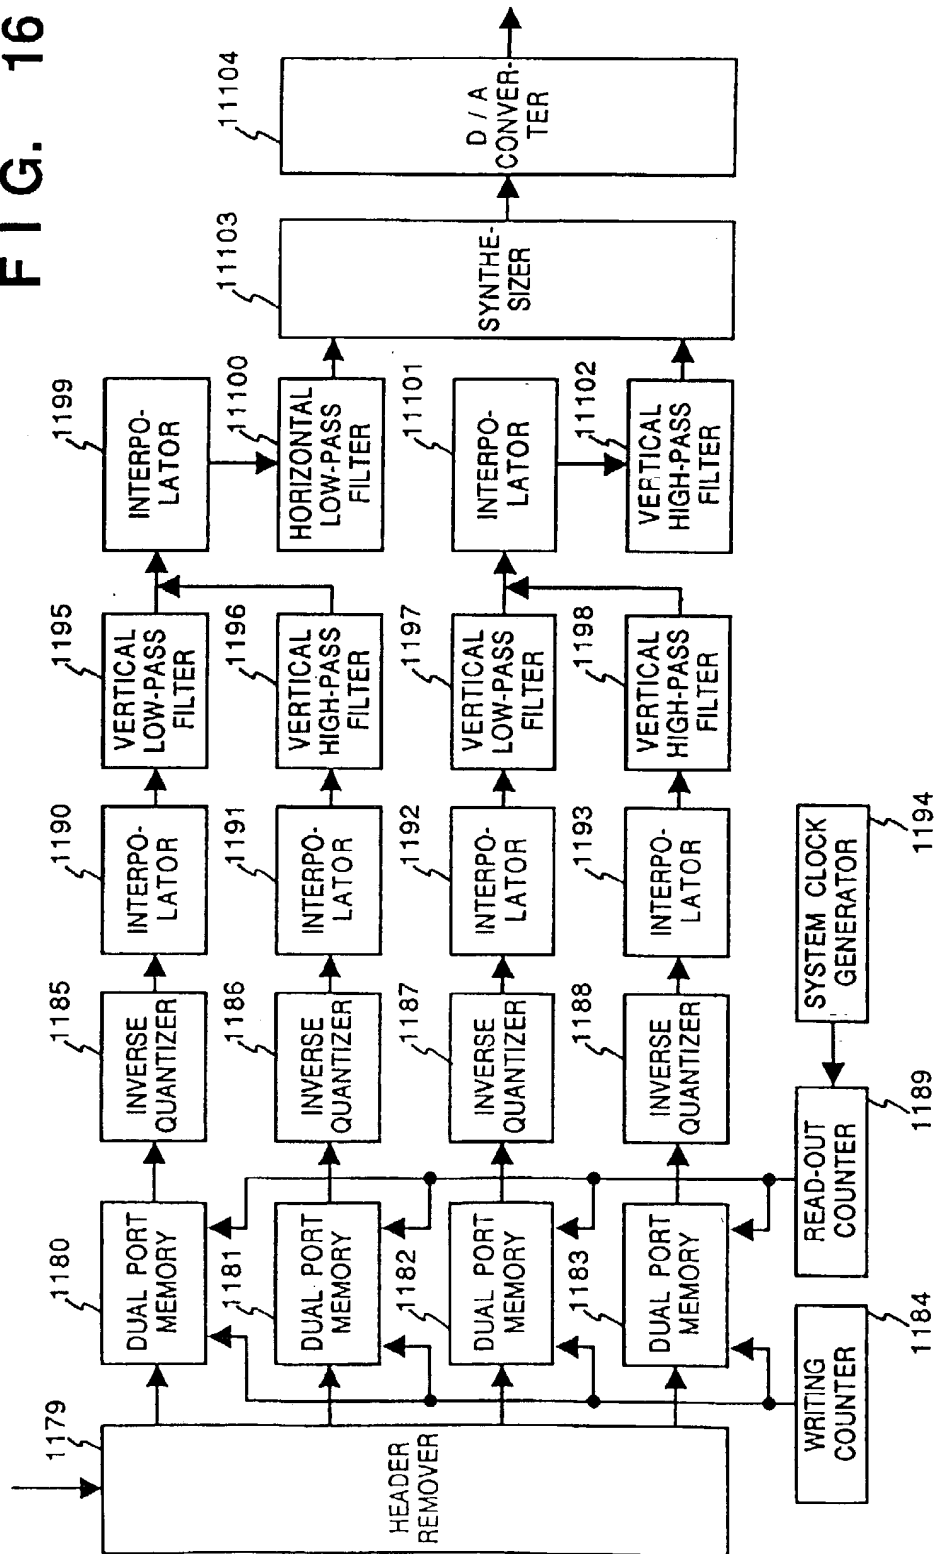 FIG. 16
1179
HEADER
REMOVER
1180
DUAL PORT
MEMORY
1185
INVERSE
QUANTIZER
1190
INTERPO-
LATOR
1195
VERTICAL
LOW-PASS
FILTER
1199
INTERPO-
LATOR
1181
DUAL PORT
MEMORY
1186
INVERSE
QUANTIZER
1191
INTERPO-
LATOR
1196
VERTICAL
HIGH-PASS
FILTER
11100
HORIZONTAL
LOW-PASS
FILTER
11103
SYNTHE-
SIZER
11104
D / A
CONVER-
TER
1182
DUAL PORT
MEMORY
1187
INVERSE
QUANTIZER
1192
INTERPO-
LATOR
1197
VERTICAL
LOW-PASS
FILTER
11101
INTERPO-
LATOR
1183
DUAL PORT
MEMORY
1188
INVERSE
QUANTIZER
1193
INTERPO-
LATOR
1198
VERTICAL
HIGH-PASS
FILTER
11102
VERTICAL
HIGH-PASS
FILTER
WRITING
COUNTER
1184
READ-OUT
COUNTER
1189
SYSTEM CLOCK
GENERATOR
1194